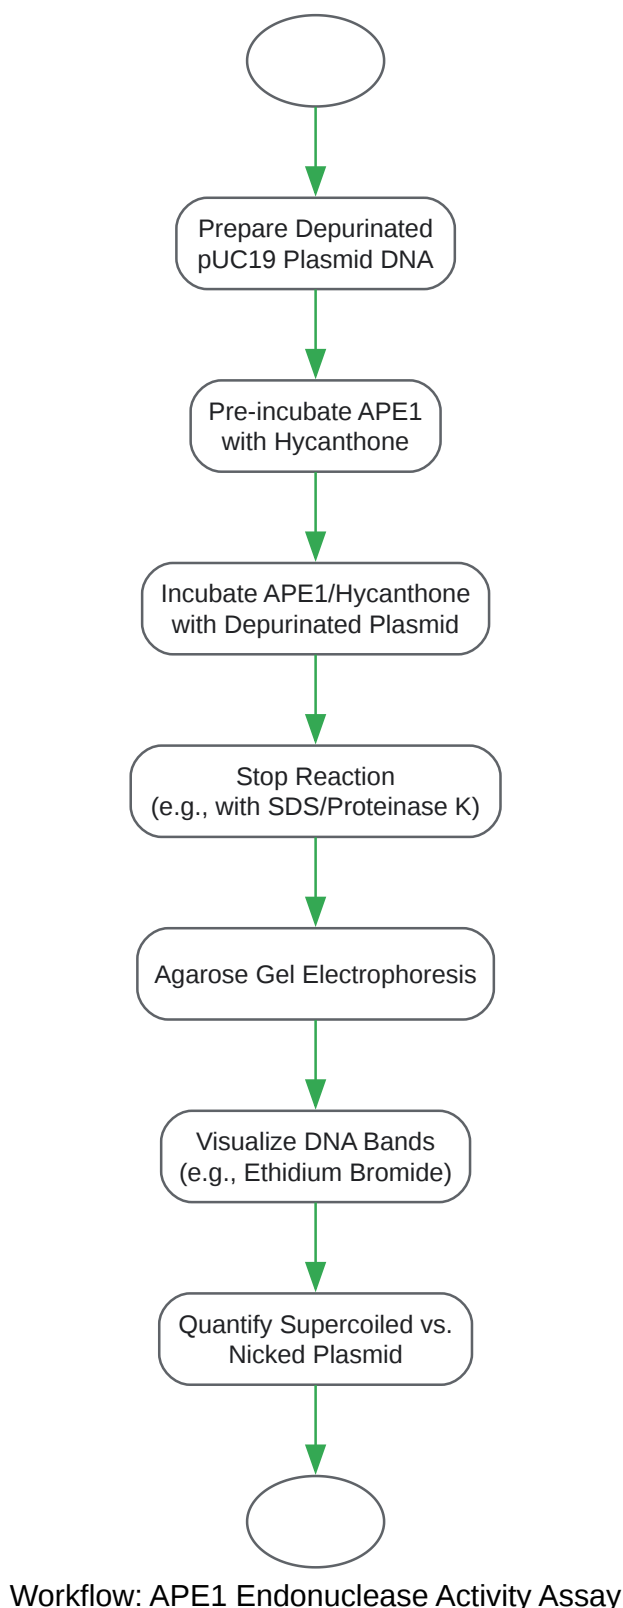 Prepare Depurinated
pUC19 Plasmid DNA
Pre-incubate APE1
with Hycanthone
Incubate APE1/Hycanthone
with Depurinated Plasmid
Stop Reaction
(e.g., with SDS/Proteinase K)
Agarose Gel Electrophoresis
Visualize DNA Bands
(e.g., Ethidium Bromide)
Quantify Supercoiled vs.
Nicked Plasmid
Workflow: APE1 Endonuclease Activity Assay